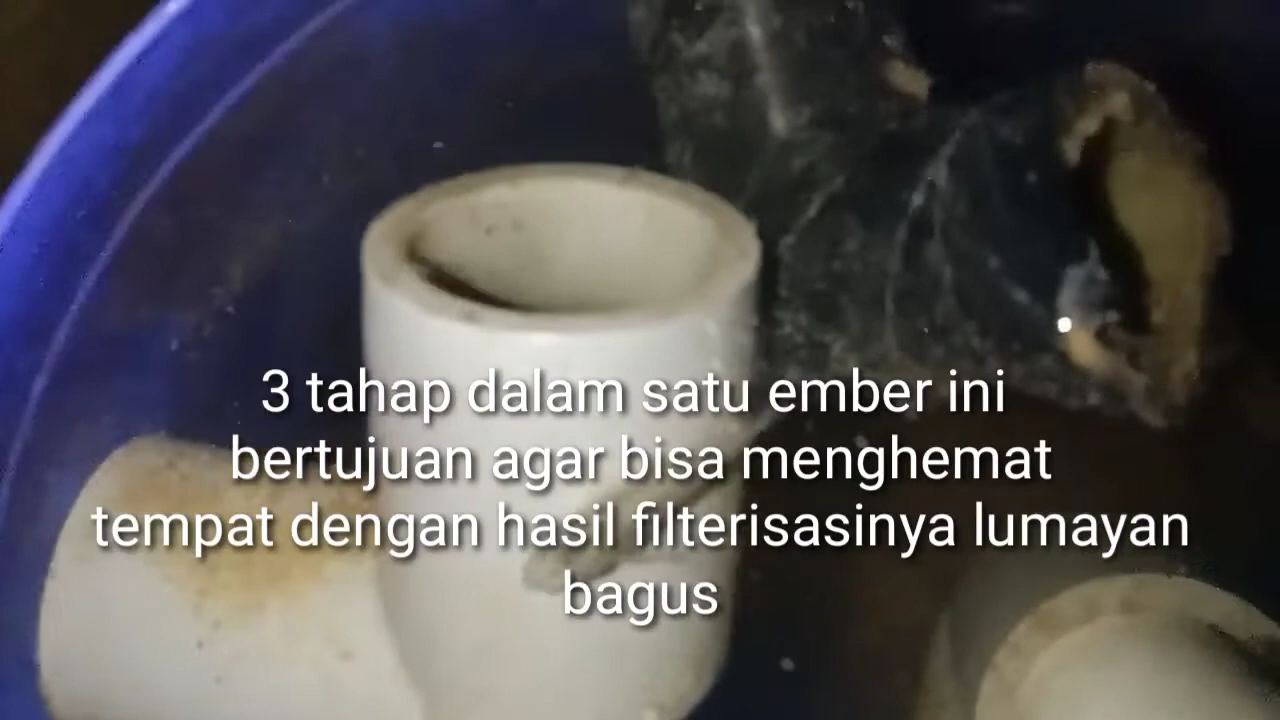 3 tahap dalam satu ember ini
bertujuan agar bisa menghemat
tempat dengan hasil filterisasinya lumayan
bagus